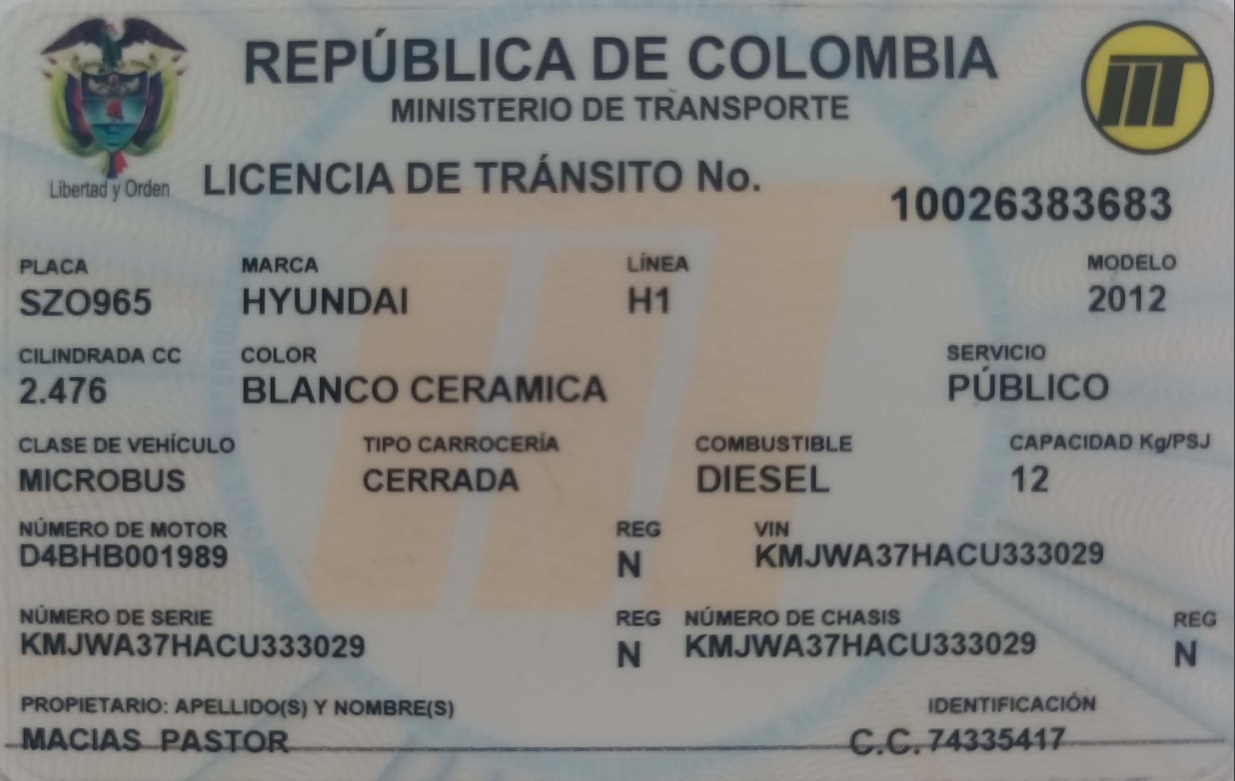 REPÚBLICA DE COLOMBIA
MINISTERIO DE TRANSPORTE
Libertad y Orden
LICENCIA DE TRÁNSITO No.
10026383683
PLACA MARCA LÍNEA MODELO
SZO965 HYUNDAI H1 2012
CILINDRADA CC COLOR SERVICIO
2.476 BLANCO CERAMICA PÚBLICO
CLASE DE VEHÍCULO TIPO CARROCERÍA COMBUSTIBLE CAPACIDAD Kg/PSJ
MICROBUS CERRADA DIESEL 12
NÚMERO DE MOTOR REG VIN
D4BHB001989 N KMJWA37HACU333029
NÚMERO DE SERIE REG NÚMERO DE CHASIS REG
KMJWA37HACU333029 N KMJWA37HACU333029 N
PROPIETARIO: APELLIDO(S) Y NOMBRE(S) IDENTIFICACIÓN
MACIAS PASTOR C.C. 74335417